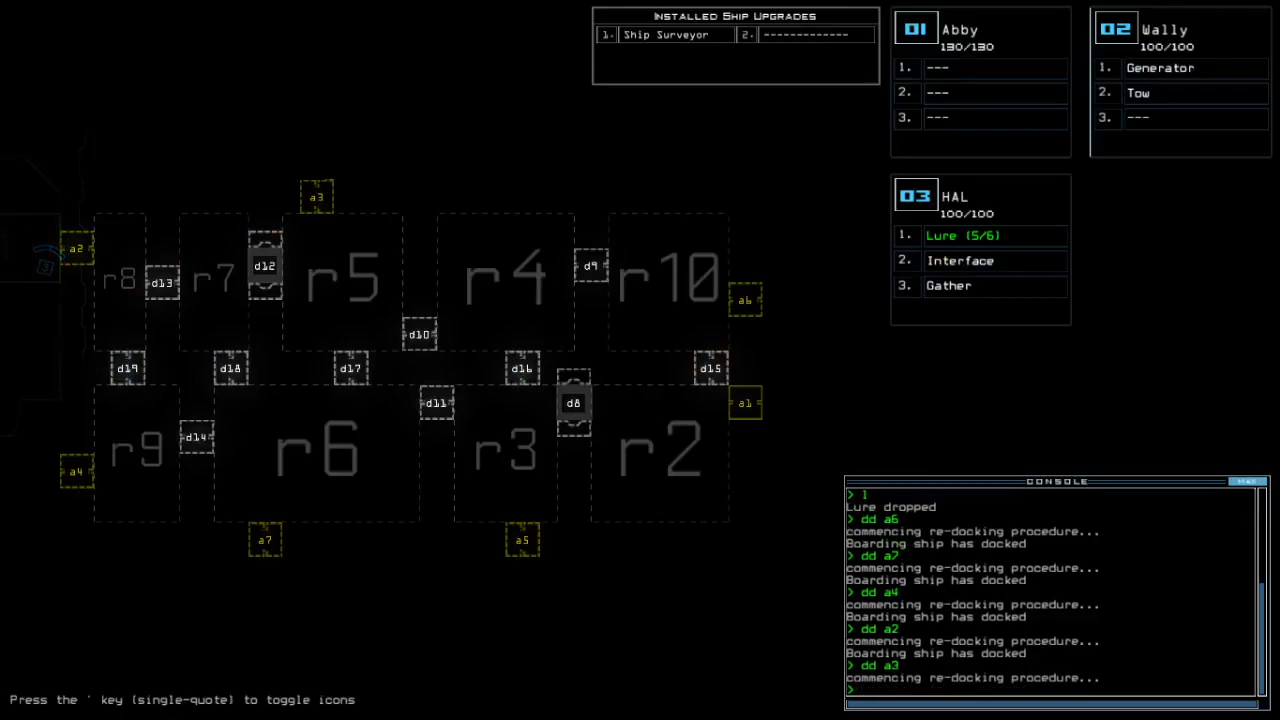 Installed Ship Upgrades
1. Ship Surveyor 2. -------------
01 Abby
130/130
1. ---
2. ---
3. ---
02 Wally
100/100
1. Generator
2. Tow
3. ---
03 HAL
100/100
1. Lure (5/6)
2. Interface
3. Gather
a3
a2
r8
d13
r7
d12
r5
r4
d9
r10
a6
d10
d19
d18
d17
d16
d15
d11
d8
a1
r9
d14
r6
r3
r2
a4
a7
a5
3
CONSOLE
MAX
> l
Lure dropped
> dd a6
commencing re-docking procedure...
Boarding ship has docked
> dd a7
commencing re-docking procedure...
Boarding ship has docked
> dd a4
commencing re-docking procedure...
Boarding ship has docked
> dd a2
commencing re-docking procedure...
Boarding ship has docked
> dd a3
commencing re-docking procedure...
>
Press the ' key (single-quote) to toggle icons